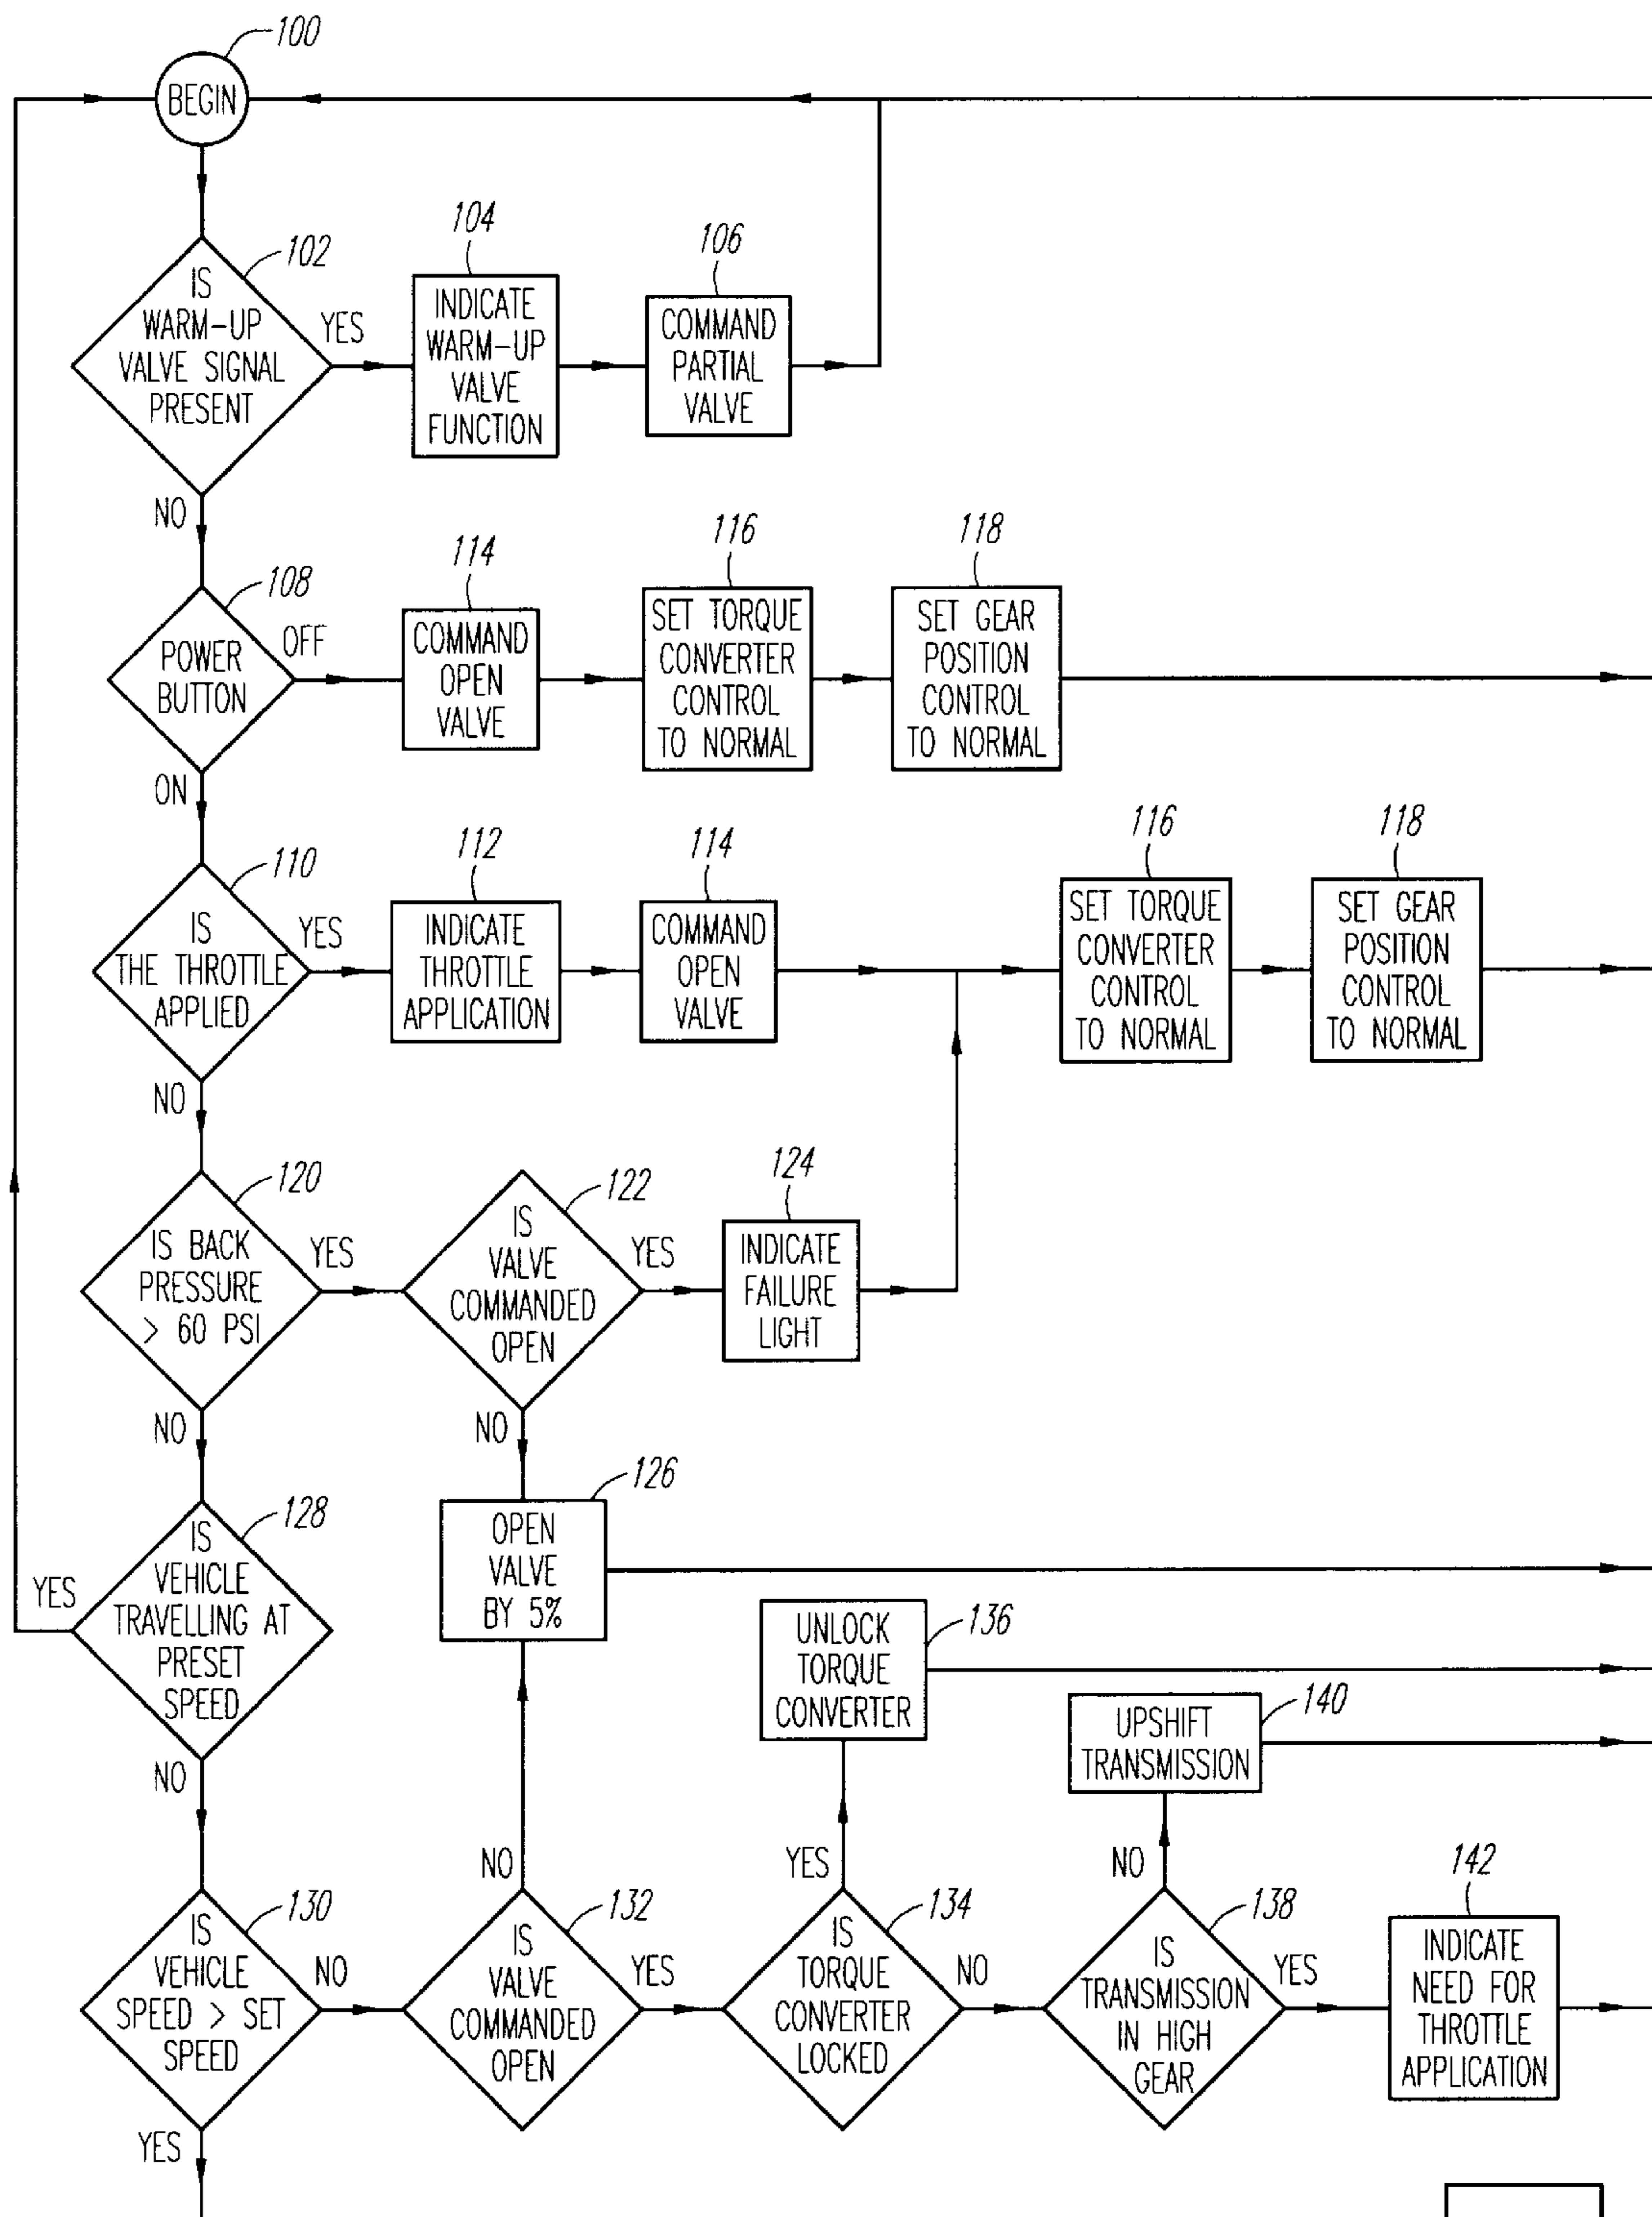 100
BEGIN
102
IS
WARM-UP
VALVE SIGNAL
PRESENT
YES
NO
104
INDICATE
WARM-UP
VALVE
FUNCTION
106
COMMAND
PARTIAL
VALVE
108
POWER
BUTTON
OFF
ON
114
COMMAND
OPEN
VALVE
116
SET TORQUE
CONVERTER
CONTROL
TO NORMAL
118
SET GEAR
POSITION
CONTROL
TO NORMAL
110
IS
THE THROTTLE
APPLIED
YES
NO
112
INDICATE
THROTTLE
APPLICATION
114
COMMAND
OPEN
VALVE
116
SET TORQUE
CONVERTER
CONTROL
TO NORMAL
118
SET GEAR
POSITION
CONTROL
TO NORMAL
120
IS BACK
PRESSURE
> 60 PSI
YES
NO
122
IS
VALVE
COMMANDED
OPEN
YES
NO
124
INDICATE
FAILURE
LIGHT
126
OPEN
VALVE
BY 5%
128
IS
VEHICLE
TRAVELLING AT
PRESET
SPEED
YES
NO
136
UNLOCK
TORQUE
CONVERTER
140
UPSHIFT
TRANSMISSION
130
IS
VEHICLE
SPEED > SET
SPEED
NO
YES
132
IS
VALVE
COMMANDED
OPEN
NO
YES
134
IS
TORQUE
CONVERTER
LOCKED
YES
NO
138
IS
TRANSMISSION
IN HIGH
GEAR
NO
YES
142
INDICATE
NEED FOR
THROTTLE
APPLICATION